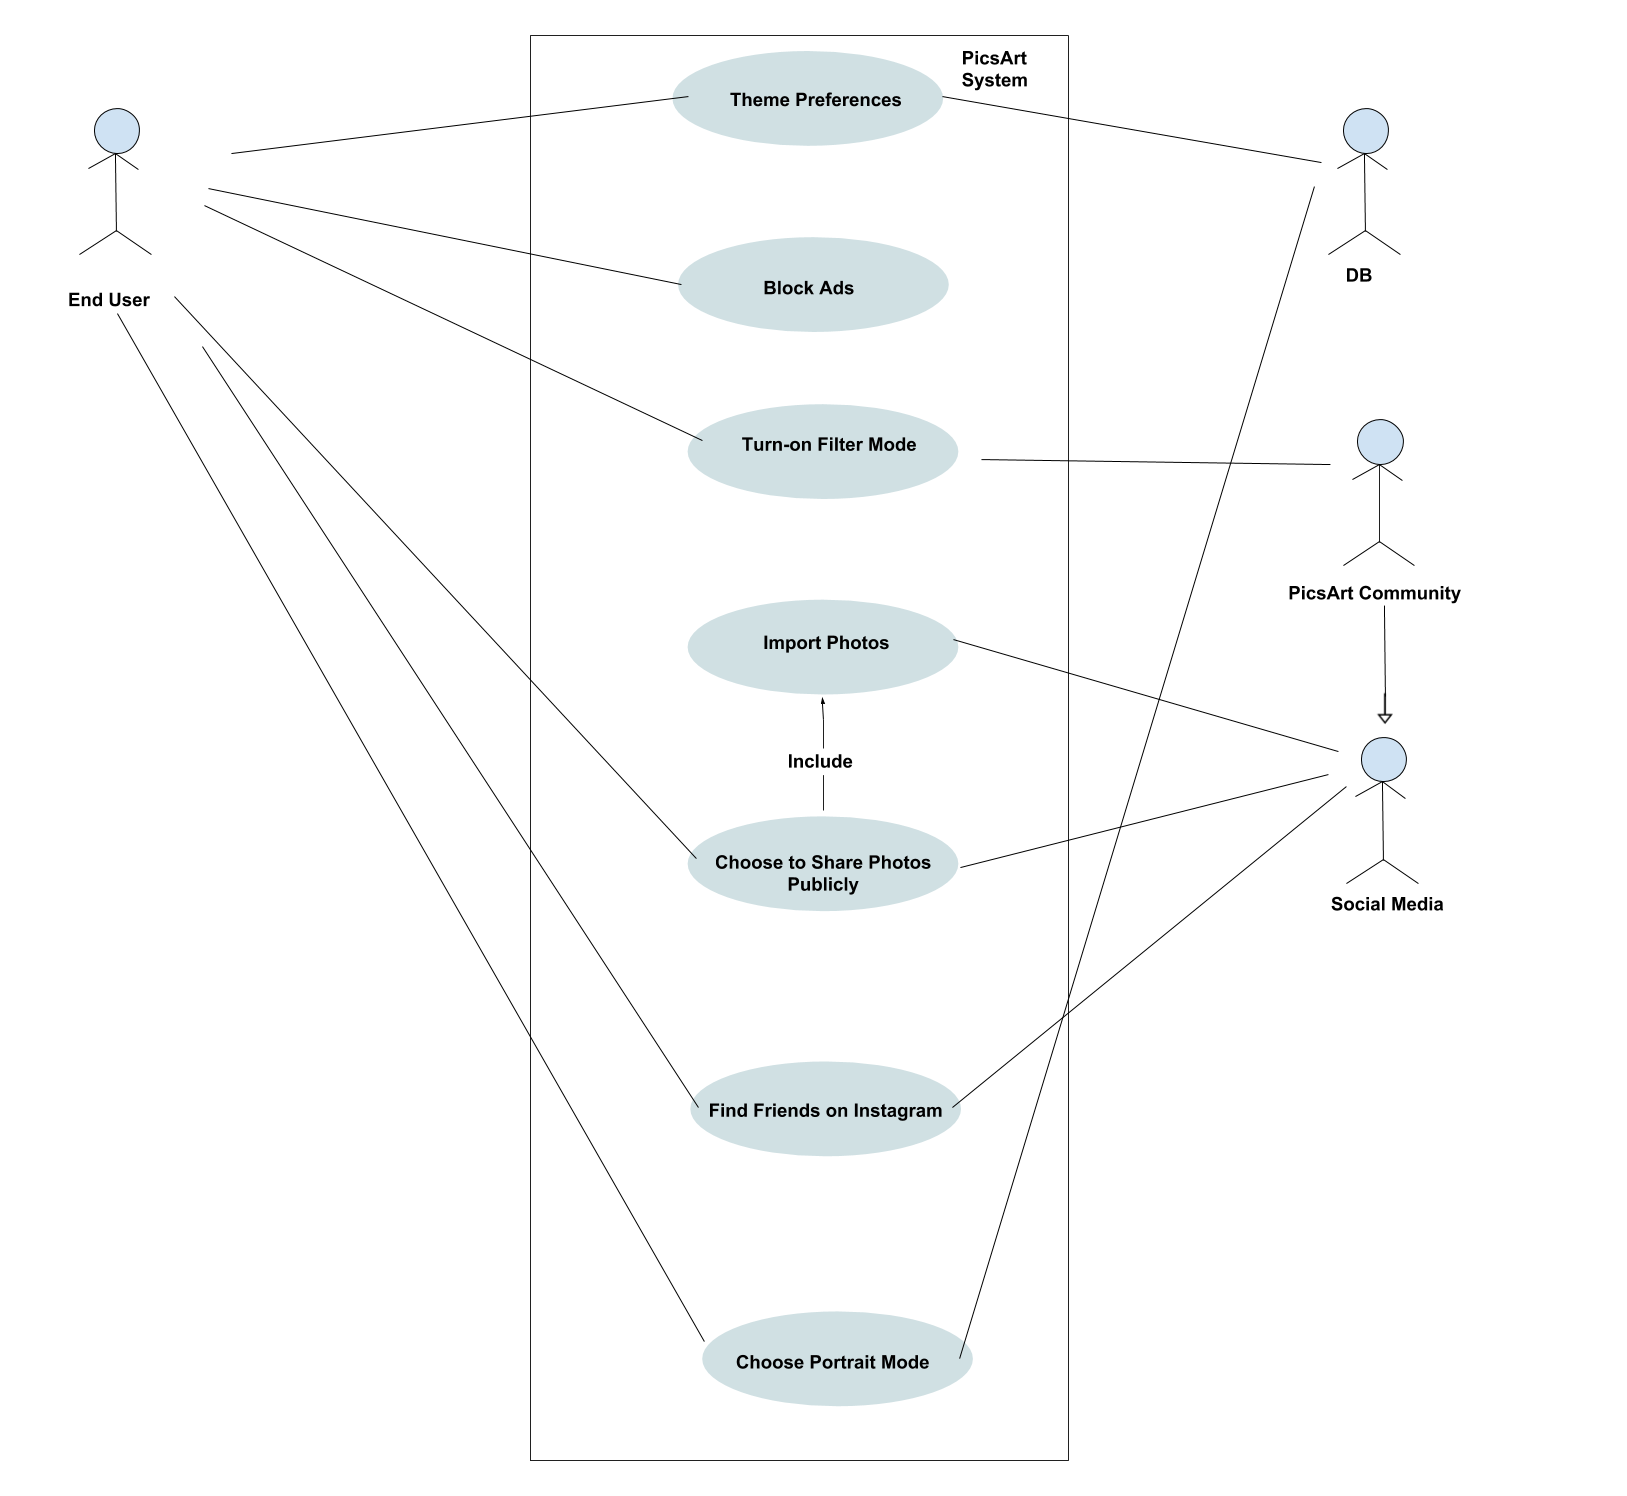 PicsArt
System
Theme Preferences
End User
DB
Block Ads
Turn-on Filter Mode
PicsArt Community
Import Photos
Include
Choose to Share Photos
Publicly
Social Media
Find Friends on Instagram
Choose Portrait Mode